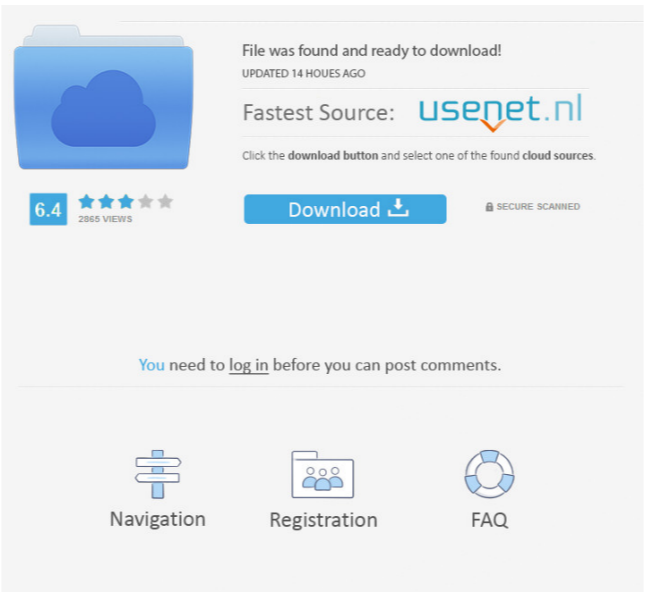 File was found and ready to download!
UPDATED 14 HOUES AGO
Fastest Source: usenet.nl
Click the download button and select one of the found cloud sources.
6.4
2865 VIEWS
Download
SECURE SCANNED
You need to log in before you can post comments.
Navigation
Registration
FAQ